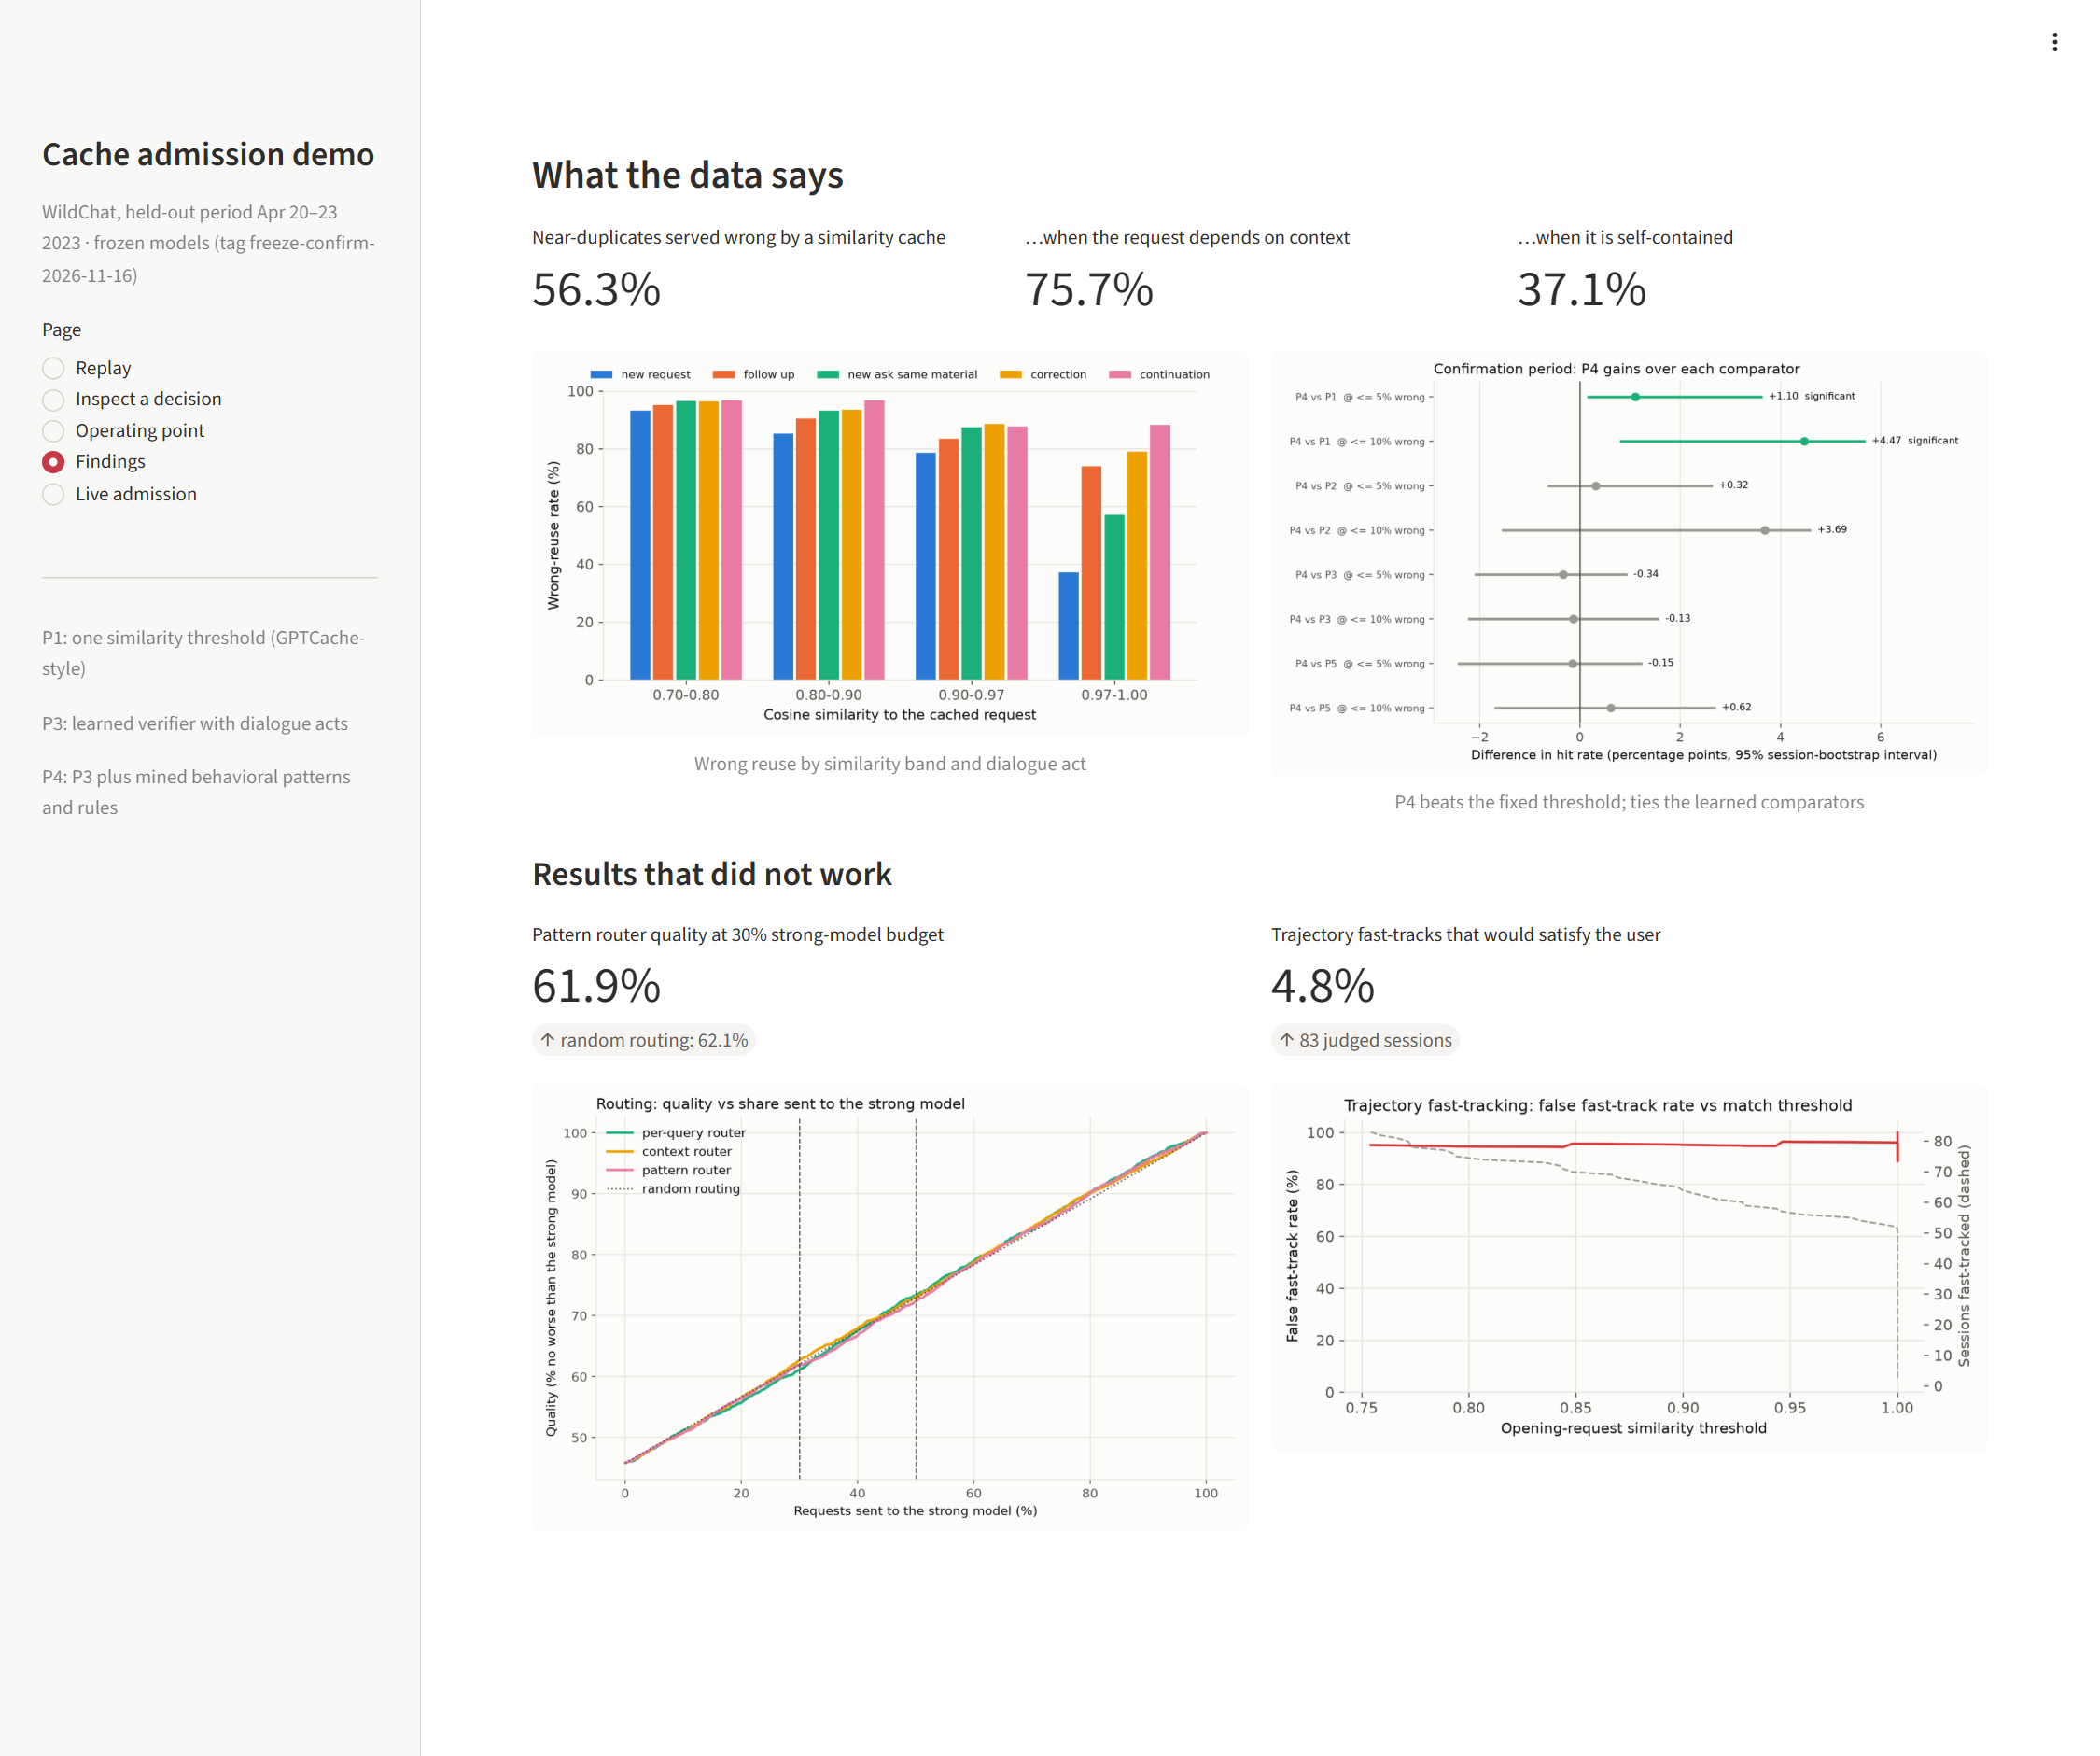 Cache admission demo
WildChat, held-out period Apr 20–23
2023 · frozen models (tag freeze-confirm-
2026-11-16)
Page
Replay
Inspect a decision
Operating point
Findings
Live admission
P1: one similarity threshold (GPTCache-
style)
P3: learned verifier with dialogue acts
P4: P3 plus mined behavioral patterns
and rules
What the data says
Near-duplicates served wrong by a similarity cache
56.3%
…when the request depends on context
75.7%
…when it is self-contained
37.1%
new request follow up new ask same material correction continuation
Wrong-reuse rate (%)
100
80
60
40
20
0
0.70-0.80 0.80-0.90 0.90-0.97 0.97-1.00
Cosine similarity to the cached request
Wrong reuse by similarity band and dialogue act
Confirmation period: P4 gains over each comparator
P4 vs P1 @ <= 5% wrong +1.10 significant
P4 vs P1 @ <= 10% wrong +4.47 significant
P4 vs P2 @ <= 5% wrong +0.32
P4 vs P2 @ <= 10% wrong +3.69
P4 vs P3 @ <= 5% wrong -0.34
P4 vs P3 @ <= 10% wrong -0.13
P4 vs P5 @ <= 5% wrong -0.15
P4 vs P5 @ <= 10% wrong +0.62
−2 0 2 4 6
Difference in hit rate (percentage points, 95% session-bootstrap interval)
P4 beats the fixed threshold; ties the learned comparators
Results that did not work
Pattern router quality at 30% strong-model budget
61.9%
↑ random routing: 62.1%
Trajectory fast-tracks that would satisfy the user
4.8%
↑ 83 judged sessions
Routing: quality vs share sent to the strong model
per-query router
context router
pattern router
random routing
Quality (% no worse than the strong model)
100
90
80
70
60
50
0 20 40 60 80 100
Requests sent to the strong model (%)
Trajectory fast-tracking: false fast-track rate vs match threshold
False fast-track rate (%)
100
80
60
40
20
0
80
70
60
50
40
30
20
10
0
Sessions fast-tracked (dashed)
0.75 0.80 0.85 0.90 0.95 1.00
Opening-request similarity threshold